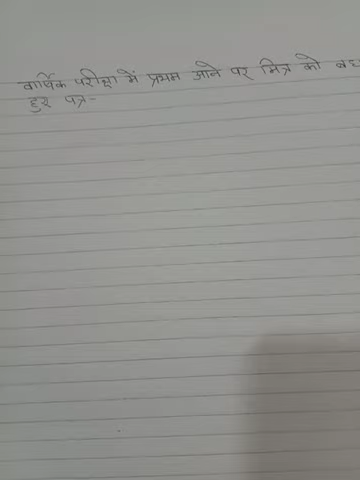 वार्षिक परीक्षा में प्रथम आने पर मित्र को
हुए पत्र-